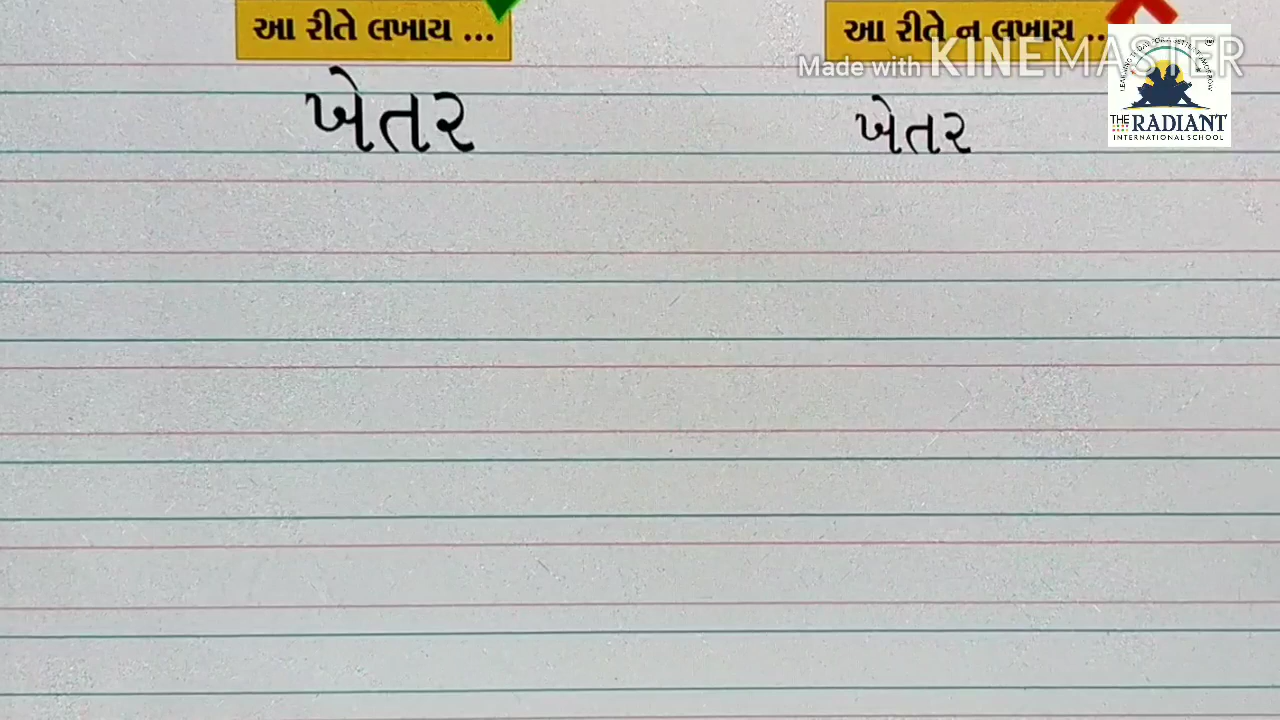 આ રીતે લખાય ...
આ રીતે ન લખાય ..
Made with KINEMASTER
ખેતર
ખેતર
THE RADIANT
INTERNATIONAL SCHOOL